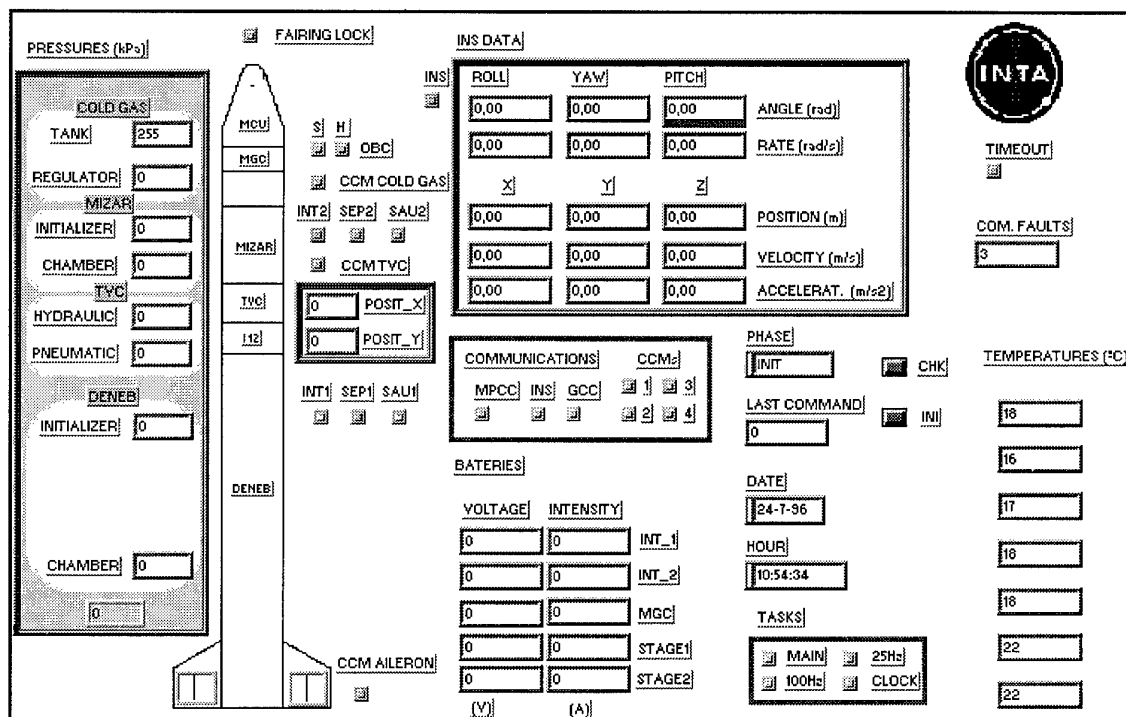 PRESSURES (kPa)
COLD GAS
TANK 255
REGULATOR 0
MIZAR
INITIALIZER 0
CHAMBER 0
TVC
HYDRAULIC 0
PNEUMATIC 0
DENEB
INITIALIZER 0
CHAMBER 0
0
FAIRING LOCK
MCU
MGC
MIZAR
TVC
I12
DENEB
S H
OBC
CCM COLD GAS
INT2 SEP2 SAU2
CCM TVC
0 POSIT_X
0 POSIT_Y
INT1 SEP1 SAU1
CCM AILERON
INS DATA
INS
ROLL YAW PITCH
0,00 0,00 0,00 ANGLE (rad)
0,00 0,00 0,00 RATE (rad/s)
X Y Z
0,00 0,00 0,00 POSITION (m)
0,00 0,00 0,00 VELOCITY (m/s)
0,00 0,00 0,00 ACCELERAT. (m/s2)
COMMUNICATIONS CCMs
MPCC INS GCC 1 3
2 4
BATERIES
VOLTAGE INTENSITY
0 0 INT_1
0 0 INT_2
0 0 MGC
0 0 STAGE1
0 0 STAGE2
(V) (A)
PHASE
INIT
CHK
LAST COMMAND
0
INI
DATE
24-7-96
HOUR
10:54:34
TASKS
MAIN 25Hz
100Hz CLOCK
INTA
TIMEOUT
COM. FAULTS
3
TEMPERATURES (ºC)
18
16
17
18
18
22
22